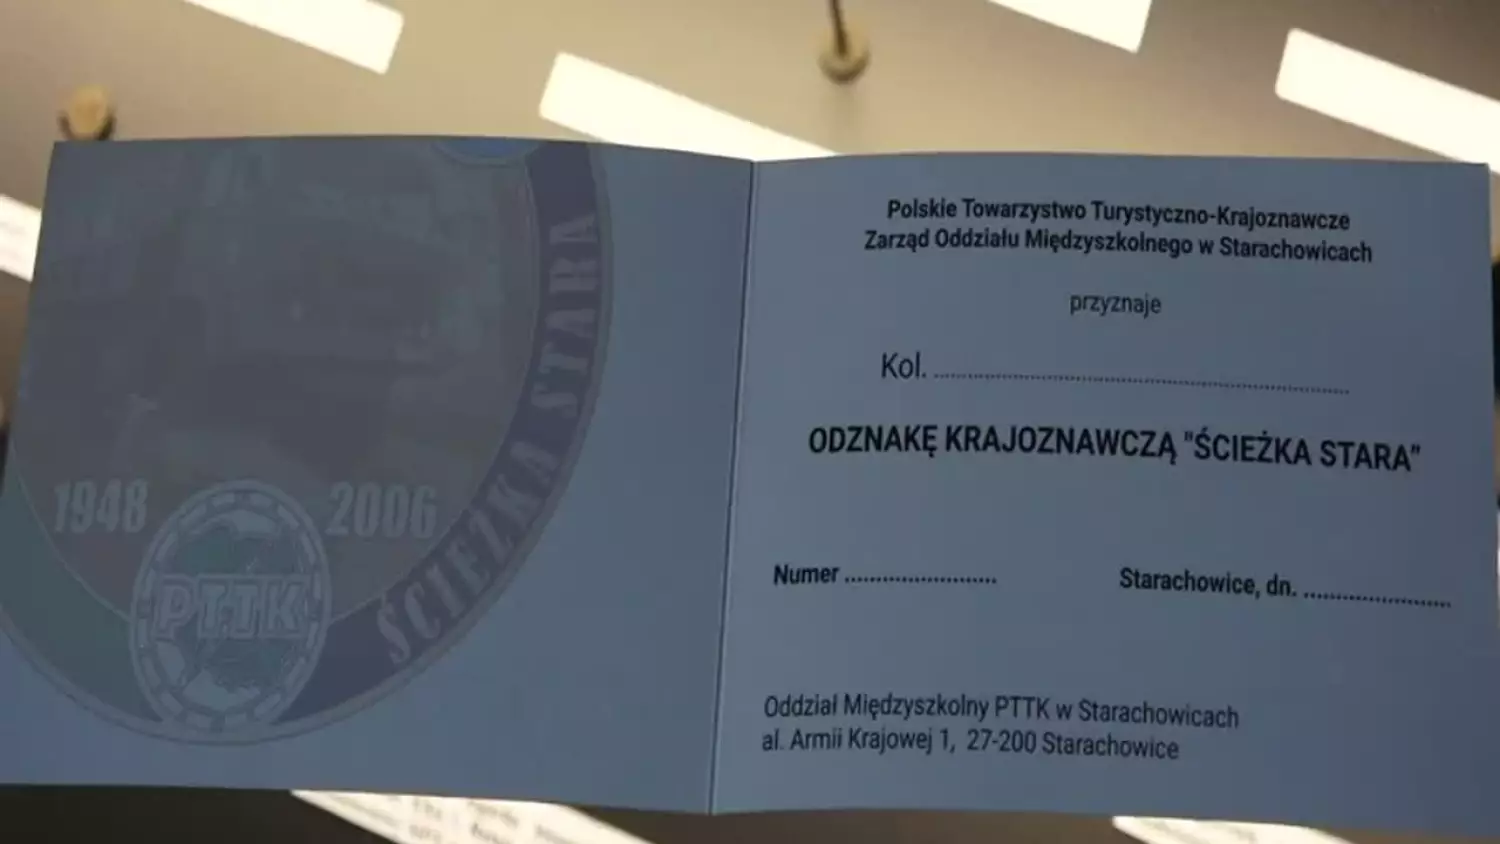 1948
2006
PTTK
ŚCIEŻKA STARA
Polskie Towarzystwo Turystyczno-Krajoznawcze
Zarząd Oddziału Międzyszkolnego w Starachowicach
przyznaje
Kol. ........................................................
ODZNAKĘ KRAJOZNAWCZĄ "ŚCIEŻKA STARA"
Numer ........................ Starachowice, dn. .......................
Oddział Międzyszkolny PTTK w Starachowicach
al. Armii Krajowej 1, 27-200 Starachowice